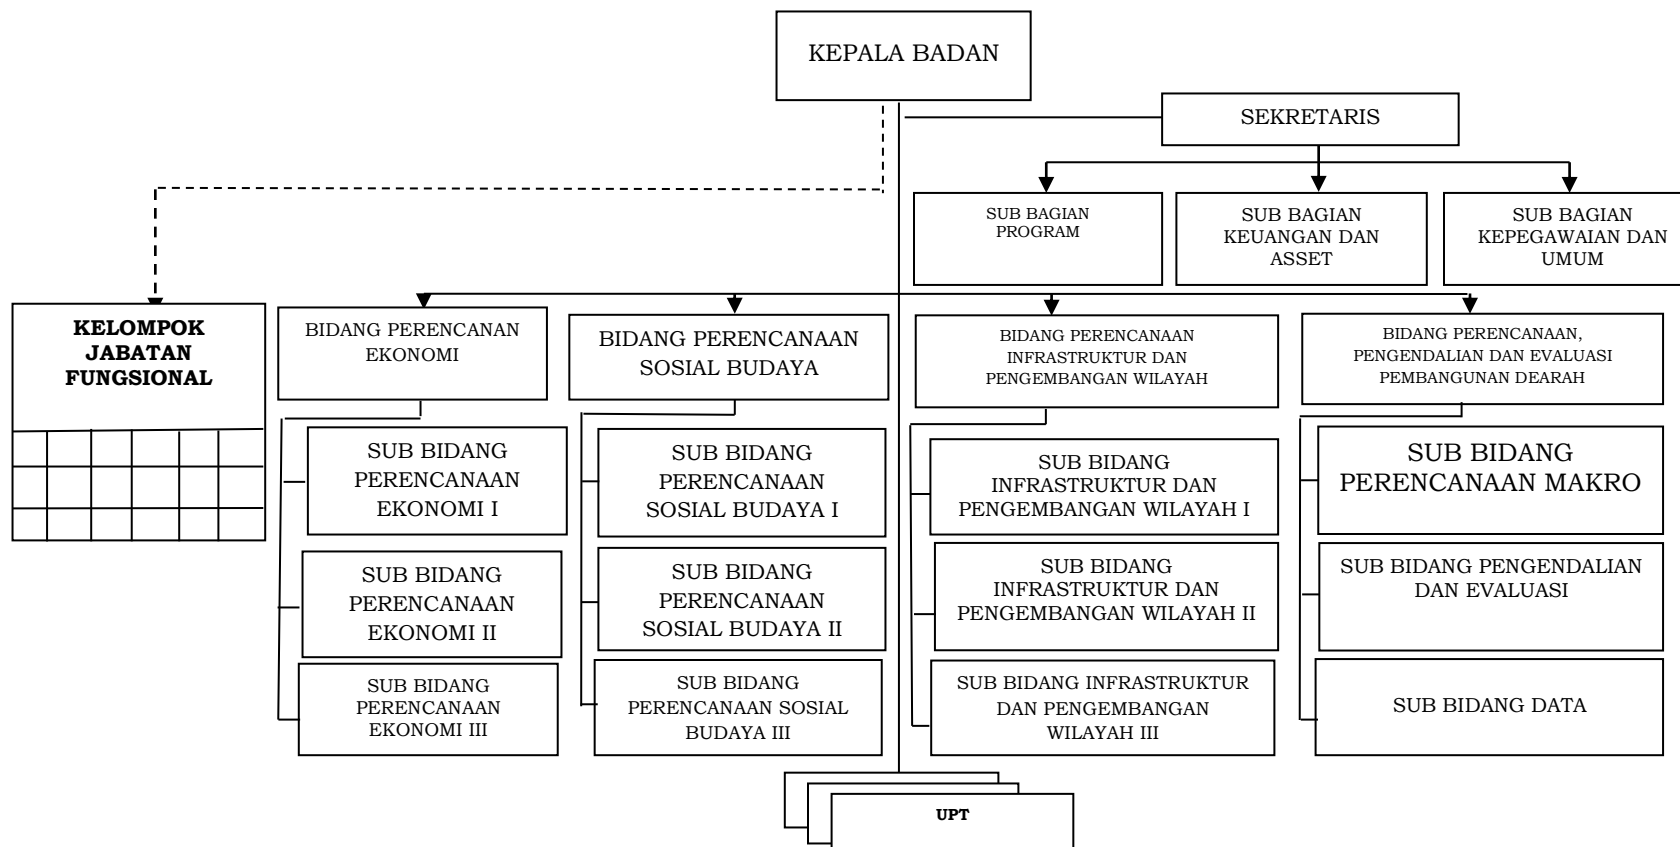 KEPALA BADAN
SEKRETARIS
SUB BAGIAN
PROGRAM
SUB BAGIAN
KEUANGAN DAN
ASSET
SUB BAGIAN
KEPEGAWAIAN DAN
UMUM
KELOMPOK
JABATAN
FUNGSIONAL
BIDANG PERENCANAN
EKONOMI
BIDANG PERENCANAAN
SOSIAL BUDAYA
BIDANG PERENCANAAN
INFRASTRUKTUR DAN
PENGEMBANGAN WILAYAH
BIDANG PERENCANAAN,
PENGENDALIAN DAN EVALUASI
PEMBANGUNAN DEARAH
SUB BIDANG
PERENCANAAN
EKONOMI I
SUB BIDANG
PERENCANAAN
SOSIAL BUDAYA I
SUB BIDANG
INFRASTRUKTUR DAN
PENGEMBANGAN WILAYAH I
SUB BIDANG
PERENCANAAN MAKRO
SUB BIDANG
PERENCANAAN
EKONOMI II
SUB BIDANG
PERENCANAAN
SOSIAL BUDAYA II
SUB BIDANG
INFRASTRUKTUR DAN
PENGEMBANGAN WILAYAH II
SUB BIDANG PENGENDALIAN
DAN EVALUASI
SUB BIDANG
PERENCANAAN
EKONOMI III
SUB BIDANG
PERENCANAAN SOSIAL
BUDAYA III
SUB BIDANG INFRASTRUKTUR
DAN PENGEMBANGAN
WILAYAH III
SUB BIDANG DATA
UPT